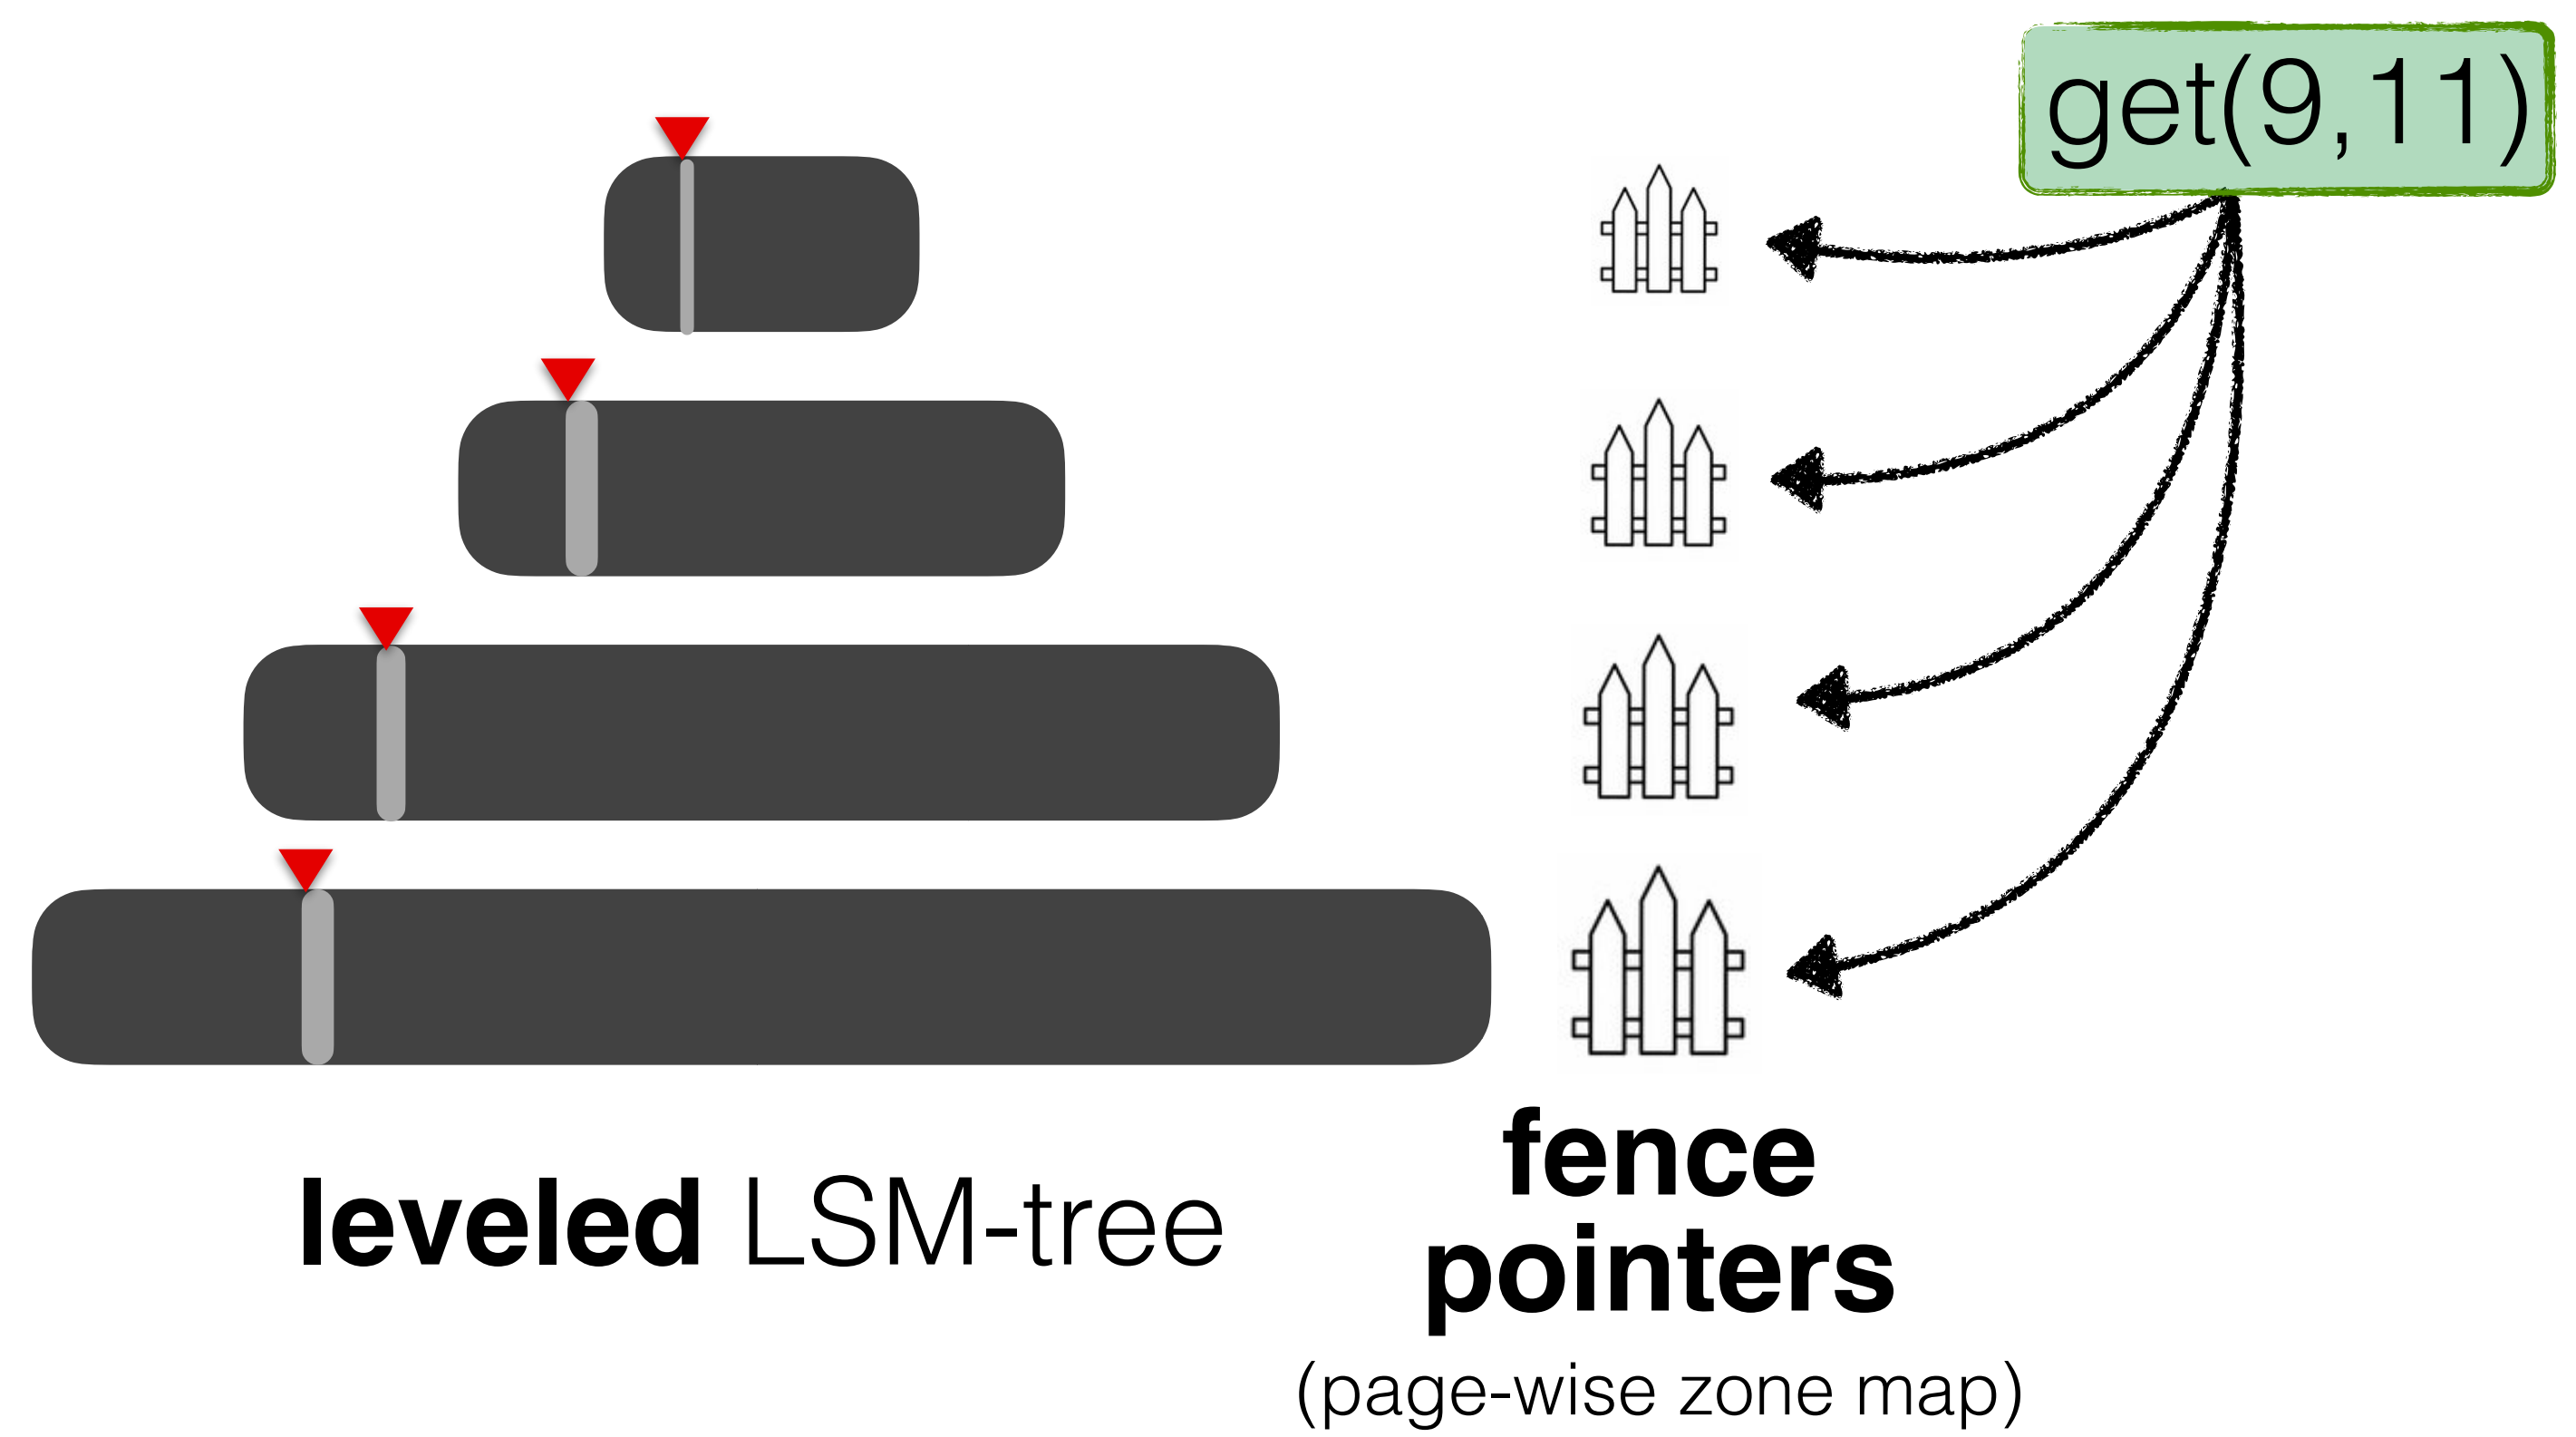 get(9,11)
leveled LSM-tree
fence
pointers
(page-wise zone map)